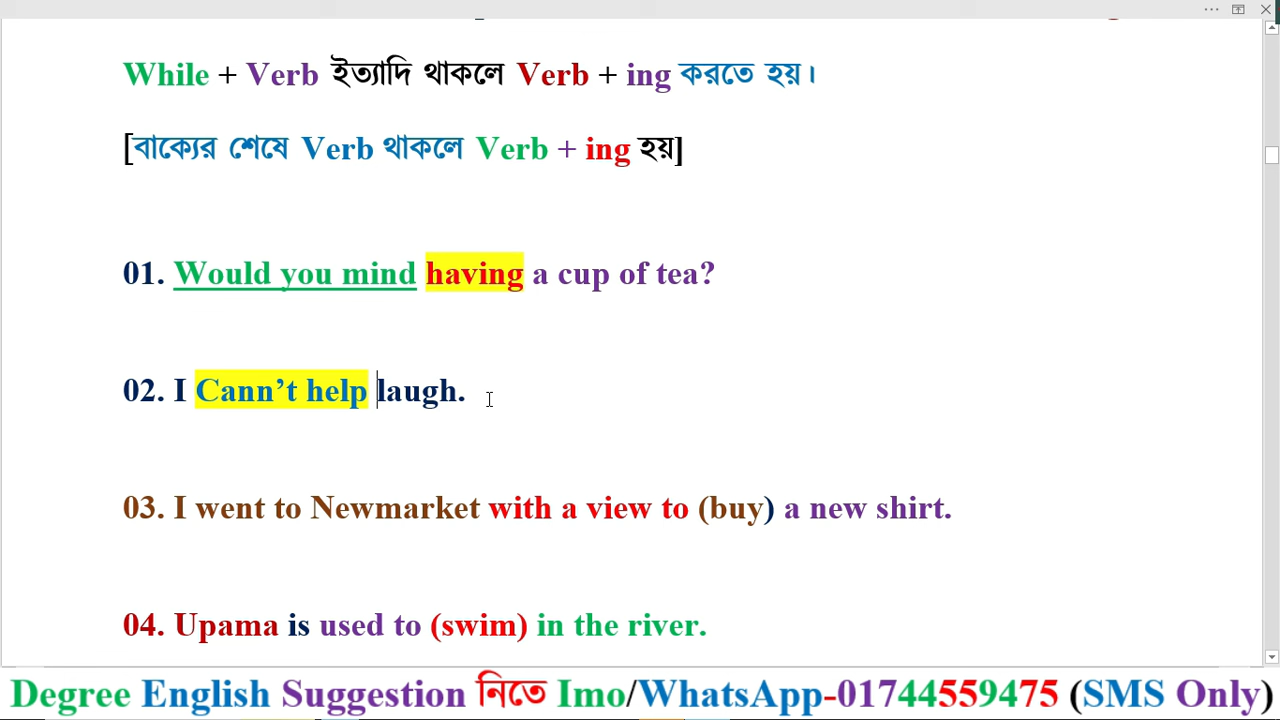 While + Verb ইত্যাদি থাকলে Verb + ing করতে হয়।
[বাক্যের শেষে Verb থাকলে Verb + ing হয়]
01. Would you mind having a cup of tea?
02. I Cann’t help laugh.
03. I went to Newmarket with a view to (buy) a new shirt.
04. Upama is used to (swim) in the river.
Degree English Suggestion নিতে Imo/WhatsApp-01744559475 (SMS Only)